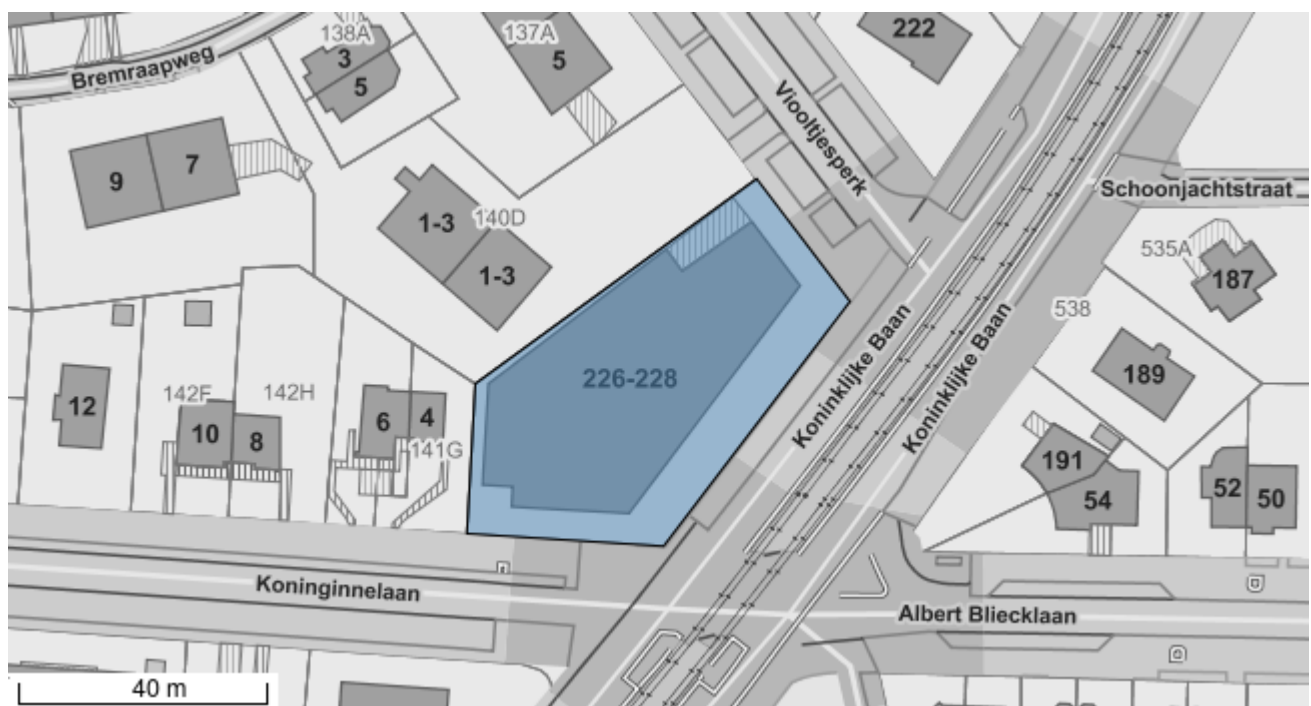 138A
137A
222
3
5
5
Bremraapweg
Viooltjesperk
7
9
Schoonjachtstraat
1-3
140D
535A
1-3
187
538
Koninklijke Baan
Koninklijke Baan
226-228
189
142F
142H
12
6
4
10
8
141G
191
54
52
50
Koninginnelaan
Albert Bliecklaan
40 m